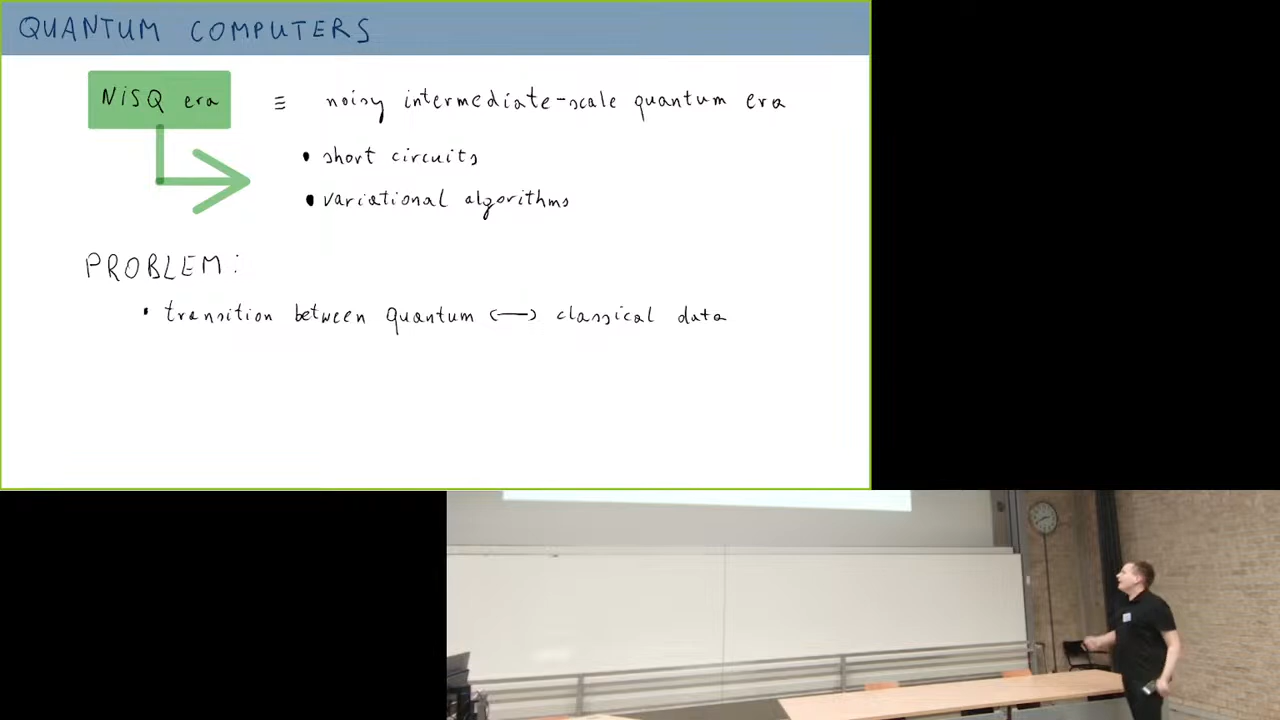 QUANTUM COMPUTERS
NISQ era ≡ noisy intermediate-scale quantum era
• short circuits
• variational algorithms
PROBLEM:
• transition between quantum ⟷ classical data